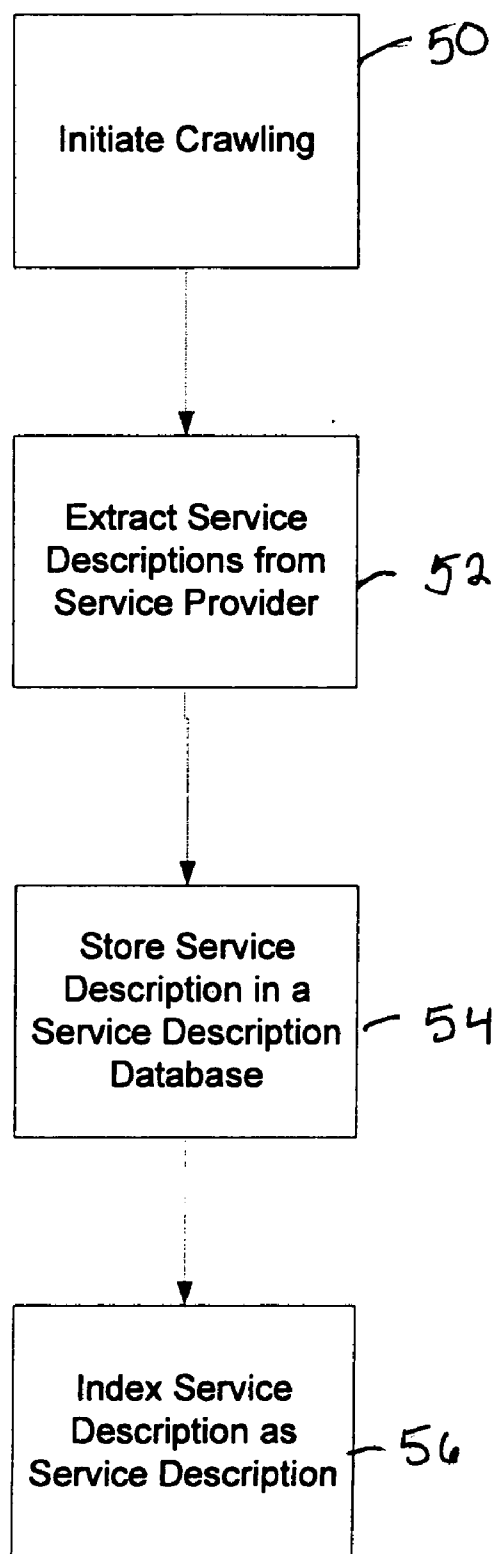 50
Initiate Crawling
Extract Service
Descriptions from
Service Provider
52
Store Service
Description in a
Service Description
Database
54
Index Service
Description as
Service Description
56